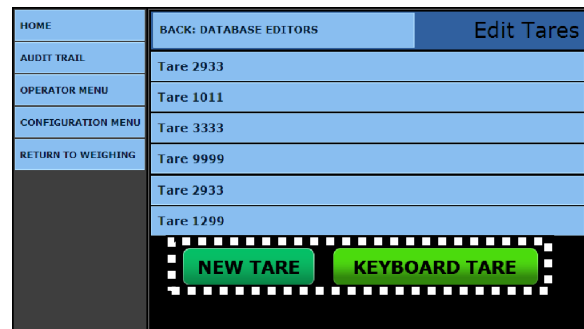 HOME
AUDIT TRAIL
OPERATOR MENU
CONFIGURATION MENU
RETURN TO WEIGHING
BACK: DATABASE EDITORS
Edit Tares
Tare 2933
Tare 1011
Tare 3333
Tare 9999
Tare 2933
Tare 1299
NEW TARE
KEYBOARD TARE